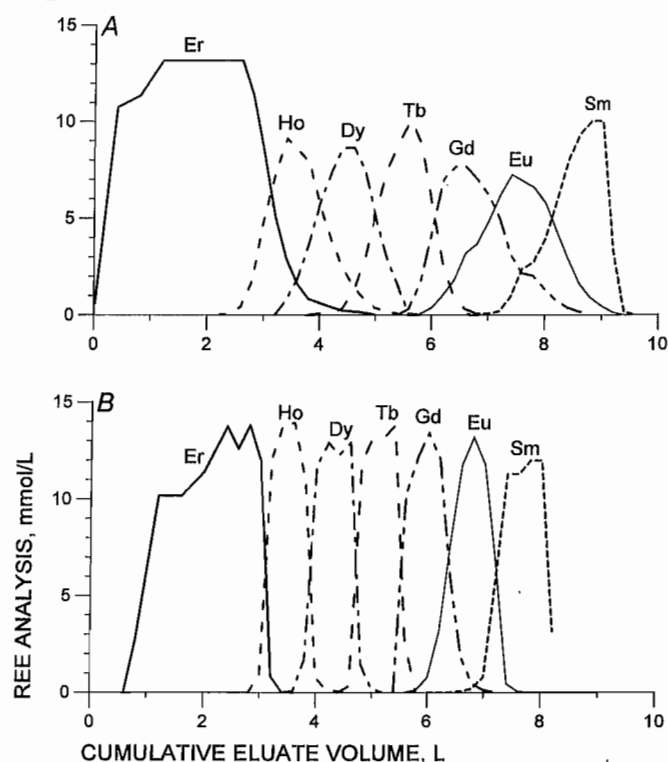 A
15
10
5
0
Er
Ho
Dy
Tb
Gd
Eu
Sm
0 2 4 6 8 10
B
15
10
5
0
Er
Ho
Dy
Tb
Gd
Eu
Sm
0 2 4 6 8 10
REE ANALYSIS, mmol/L
CUMULATIVE ELUATE VOLUME, L